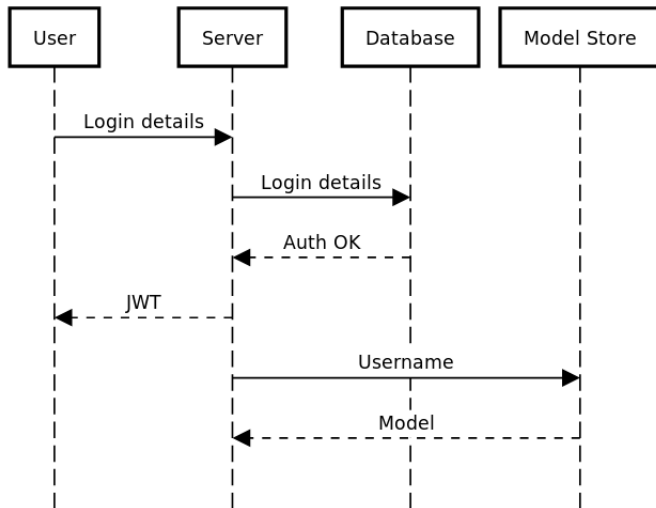 User
Server
Database
Model Store
Login details
Login details
Auth OK
JWT
Username
Model